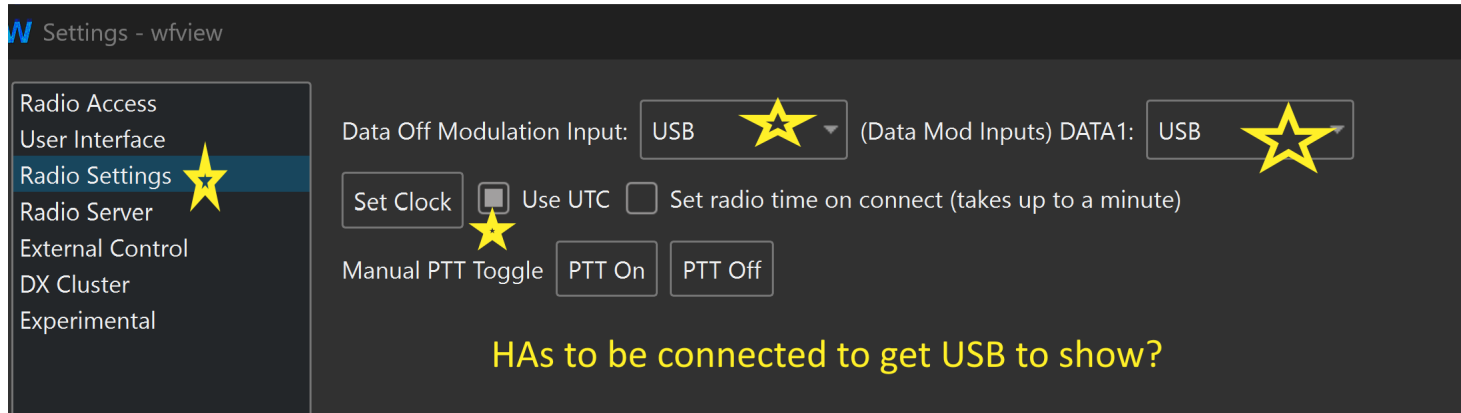 W Settings - wfview
Radio Access
User Interface
Radio Settings
Radio Server
External Control
DX Cluster
Experimental
Data Off Modulation Input: USB (Data Mod Inputs) DATA1: USB
Set Clock Use UTC Set radio time on connect (takes up to a minute)
Manual PTT Toggle PTT On PTT Off
HAs to be connected to get USB to show?